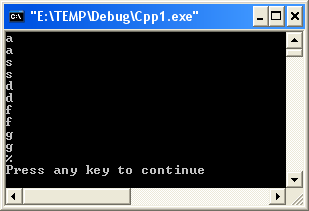 "E:\TEMP\Debug\Cpp1.exe"
a
a
s
s
d
d
f
f
g
g
%
Press any key to continue